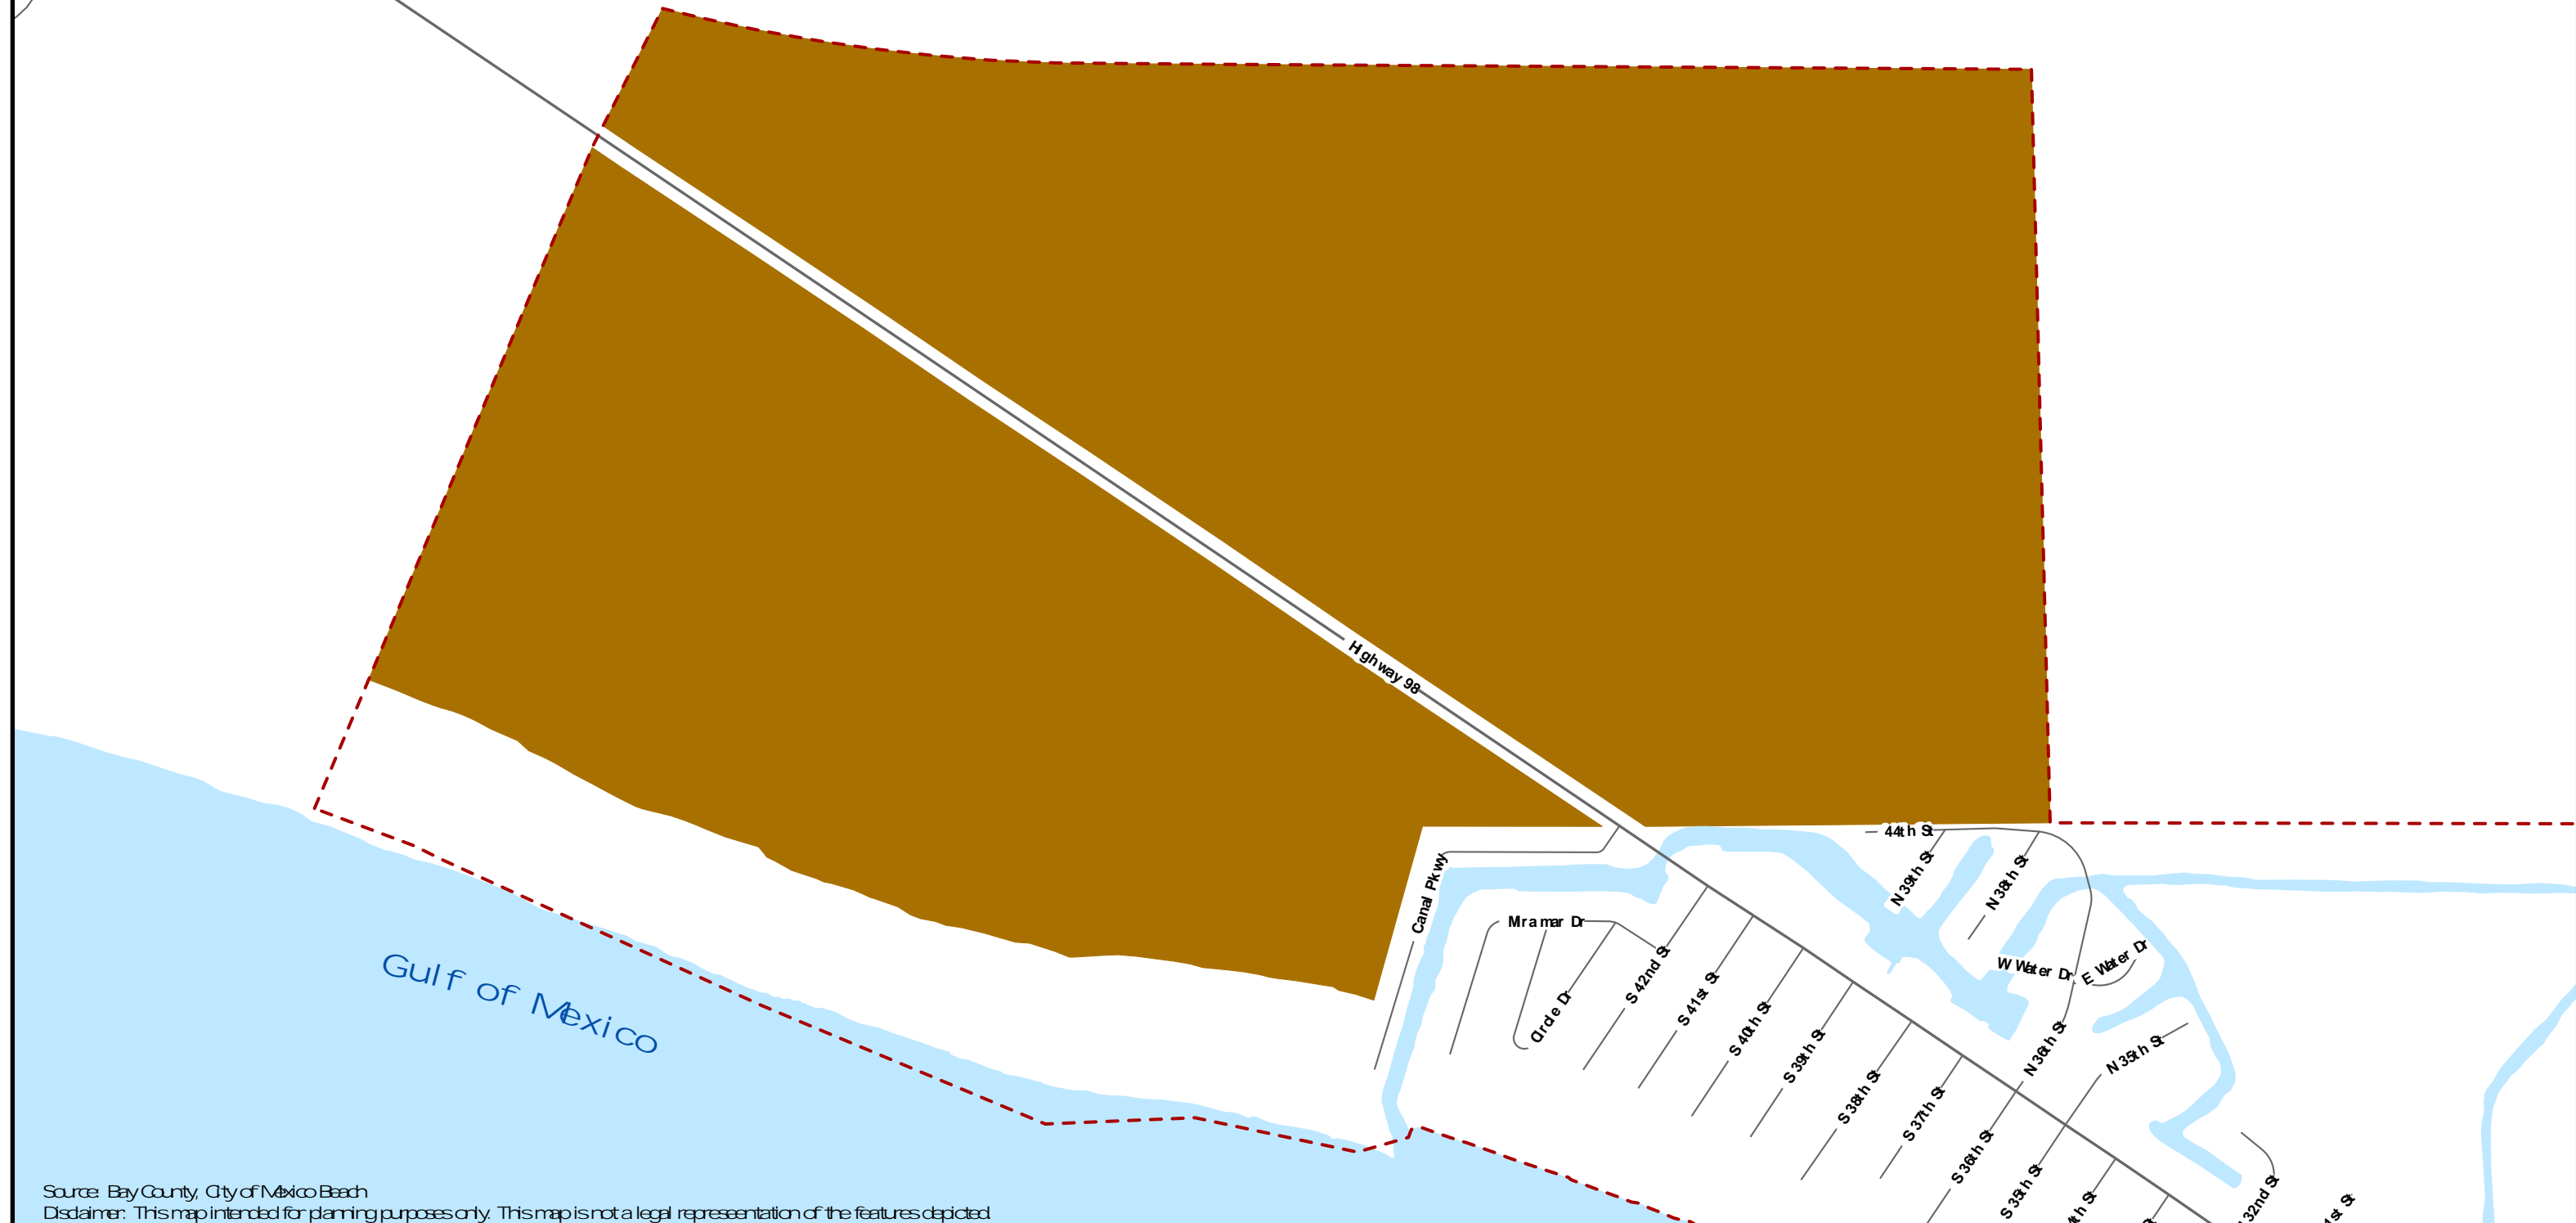 Highway 98
44th St
N 39th St
N 38th St
Canal Pkwy
Miramar Dr
Circle Dr
S 42nd St
S 41st St
S 40th St
S 39th St
S 38th St
S 37th St
S 36th St
S 35th St
W Water Dr
E Water Dr
N 36th St
N 35th St
32nd St
Gulf of Mexico
Source: Bay County, City of Mexico Beach
Disclaimer: This map intended for planning purposes only. This map is not a legal represeentation of the features depicted.